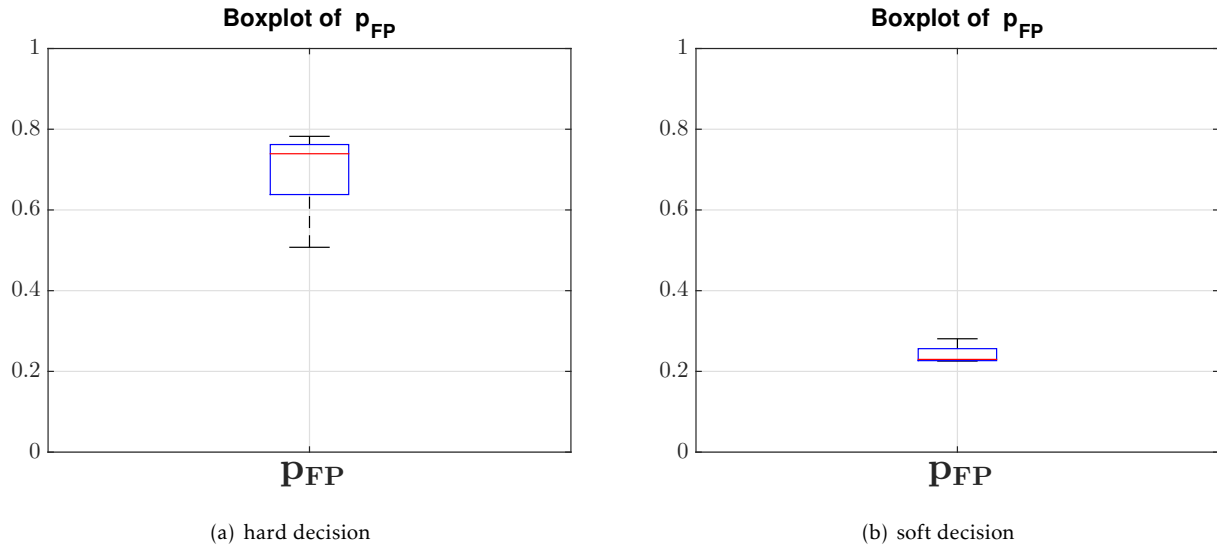 Boxplot of p_FP
1
0.8
0.6
0.4
0.2
0
p_FP
(a) hard decision
Boxplot of p_FP
1
0.8
0.6
0.4
0.2
0
p_FP
(b) soft decision